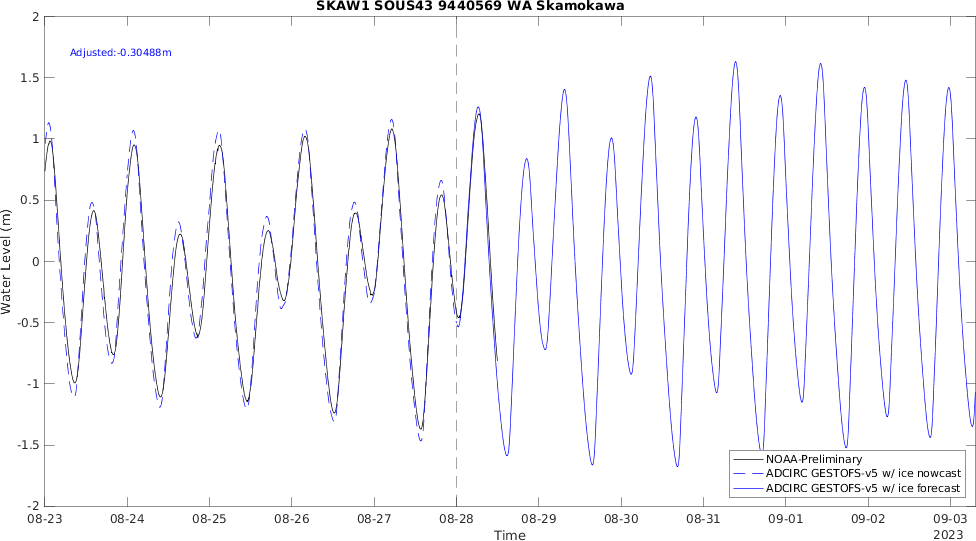 SKAW1 SOUS43 9440569 WA Skamokawa
Adjusted:-0.30488m
Water Level (m)
2
1.5
1
0.5
0
-0.5
-1
-1.5
-2
NOAA-Preliminary
ADCIRC GESTOFS-v5 w/ ice nowcast
ADCIRC GESTOFS-v5 w/ ice forecast
08-23 08-24 08-25 08-26 08-27 08-28 08-29 08-30 08-31 09-01 09-02 09-03
Time
2023